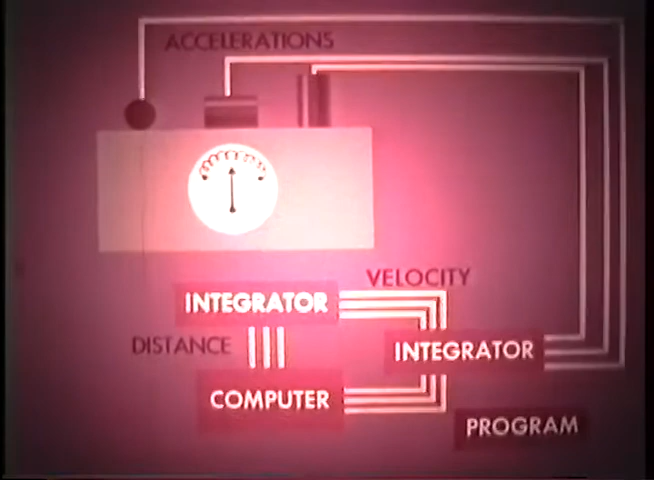 ACCELERATIONS
VELOCITY
INTEGRATOR
DISTANCE
INTEGRATOR
COMPUTER
PROGRAM